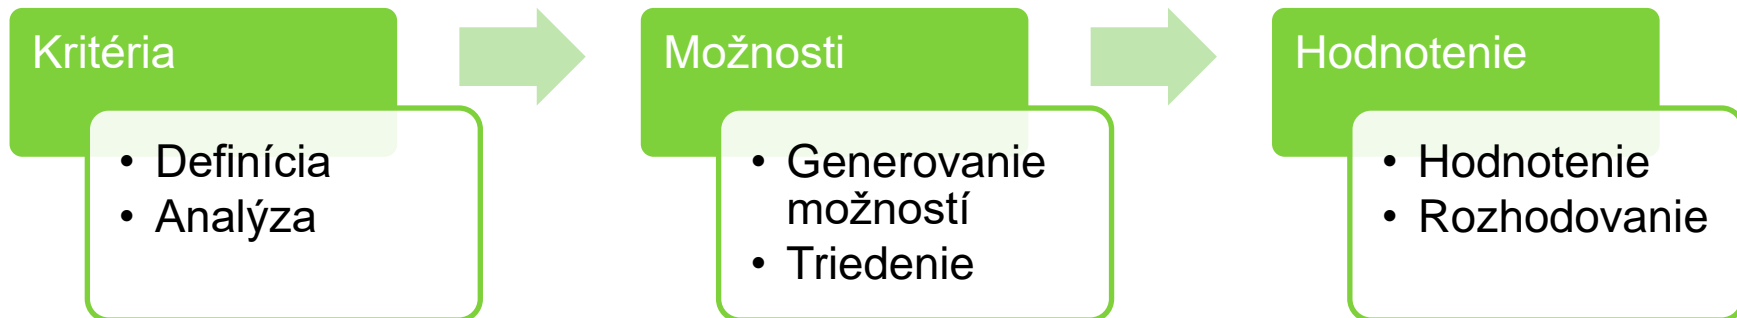 Kritéria
• Definícia
• Analýza
Možnosti
• Generovanie
možností
• Triedenie
Hodnotenie
• Hodnotenie
• Rozhodovanie